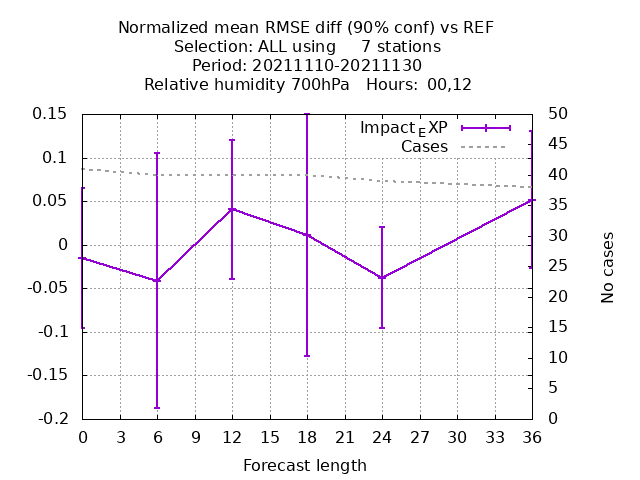 Normalized mean RMSE diff (90% conf) vs REF
Selection: ALL using 7 stations
Period: 20211110-20211130
Relative humidity 700hPa Hours: 00,12
Impact_EXP
Cases
0.15
0.1
0.05
0
-0.05
-0.1
-0.15
-0.2
50
45
40
35
30
25
20
15
10
5
0
No cases
0 3 6 9 12 15 18 21 24 27 30 33 36
Forecast length